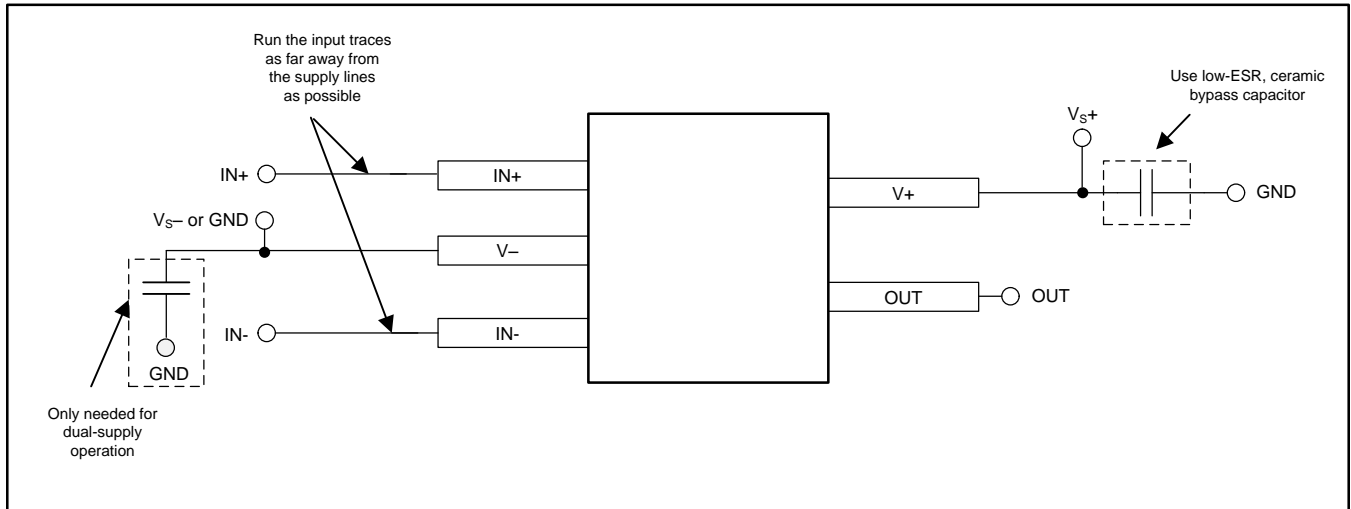 Run the input traces
as far away from
the supply lines
as possible
Use low-ESR, ceramic
bypass capacitor
VS+
IN+
IN+
V+
GND
VS– or GND
V–
OUT
OUT
IN-
IN-
GND
Only needed for
dual-supply
operation